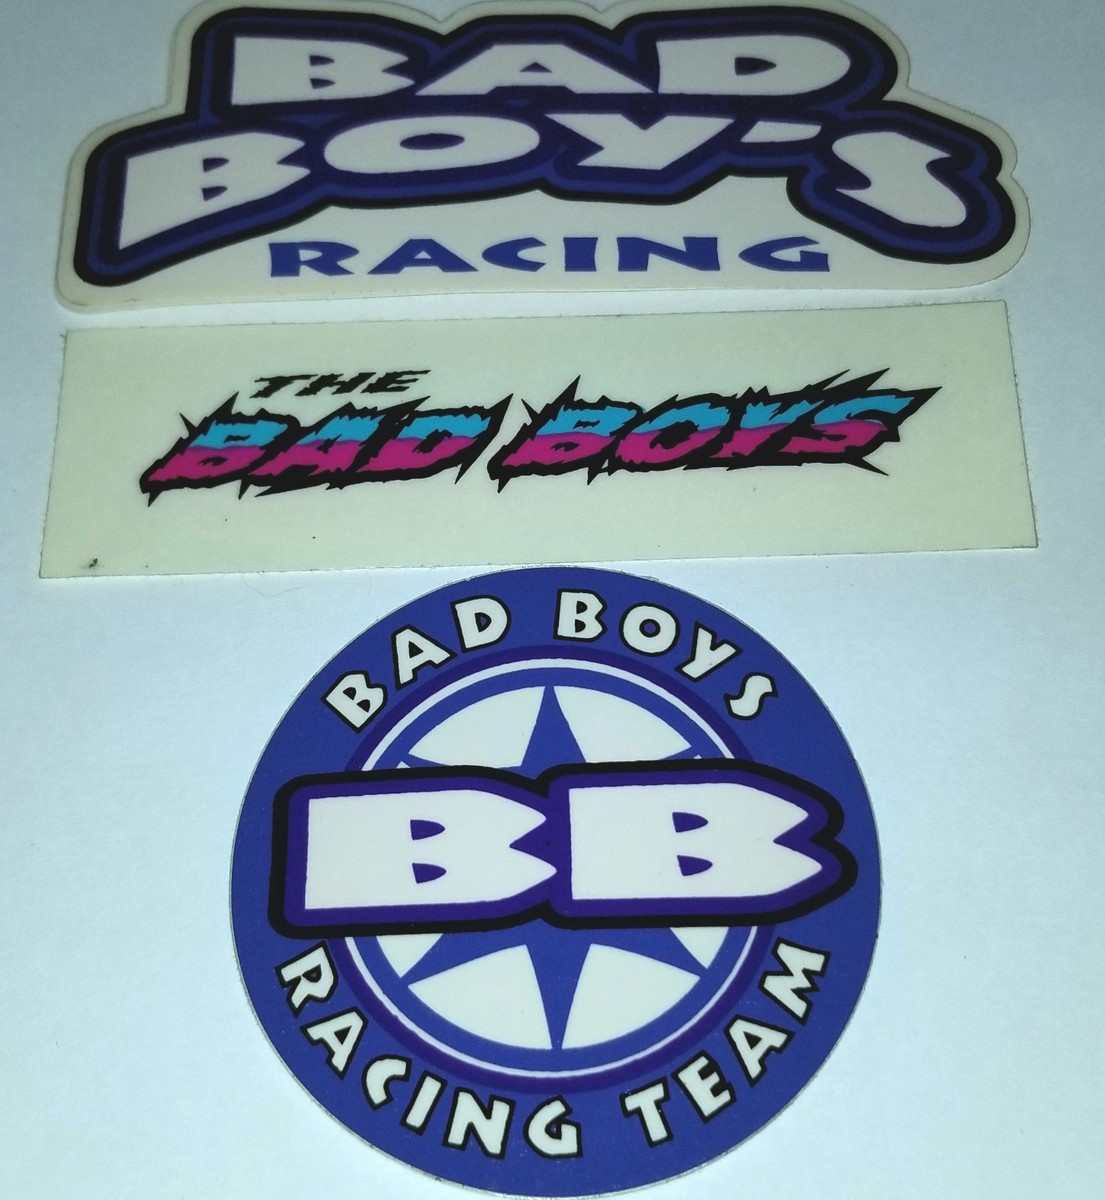 BAD
BOY'S
RACING
THE
BAD BOYS
BAD BOYS
BB
RACING TEAM